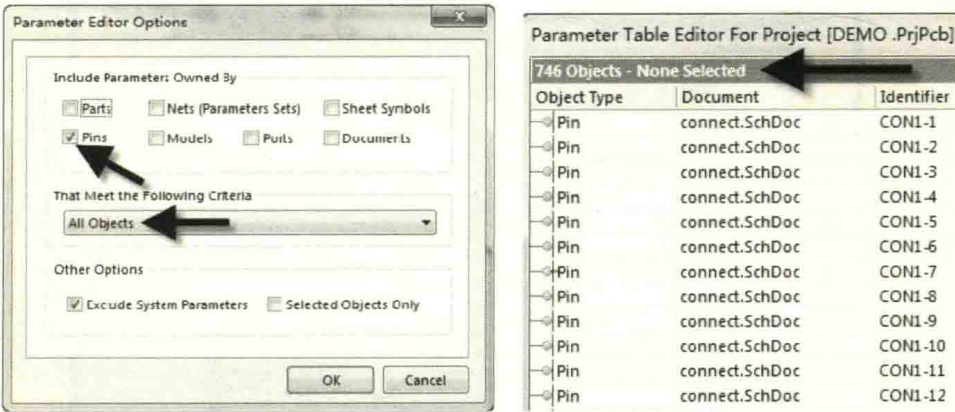 Parameter Editor Options
Include Parameters Owned By
Parts Nets (Parameters Sets) Sheet Symbols
Pins Models Ports Documents
That Meet the Following Criteria
All Objects
Other Options
Exclude System Parameters Selected Objects Only
OK Cancel
Parameter Table Editor For Project [DEMO .PrjPcb]
746 Objects - None Selected
Object Type Document Identifier
Pin connect.SchDoc CON1-1
Pin connect.SchDoc CON1-2
Pin connect.SchDoc CON1-3
Pin connect.SchDoc CON1-4
Pin connect.SchDoc CON1-5
Pin connect.SchDoc CON1-6
Pin connect.SchDoc CON1-7
Pin connect.SchDoc CON1-8
Pin connect.SchDoc CON1-9
Pin connect.SchDoc CON1-10
Pin connect.SchDoc CON1-11
Pin connect.SchDoc CON1-12